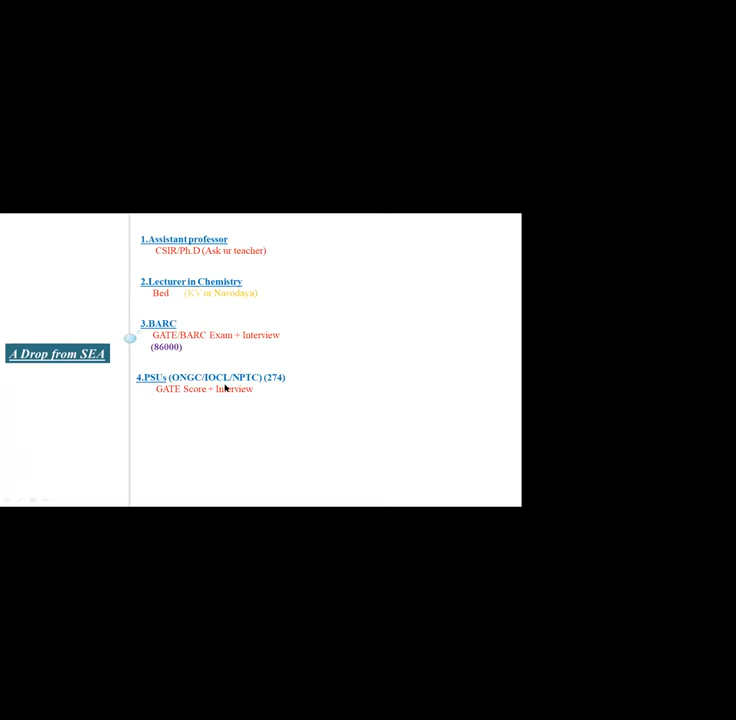 1.Assistant professor
CSIR/Ph.D (Ask ur teacher)
2.Lecturer in Chemistry
Bed (KV or Navodaya)
3.BARC
GATE/BARC Exam + Interview
(86000)
A Drop from SEA
4.PSUs (ONGC/IOCL/NPTC) (274)
GATE Score + Interview